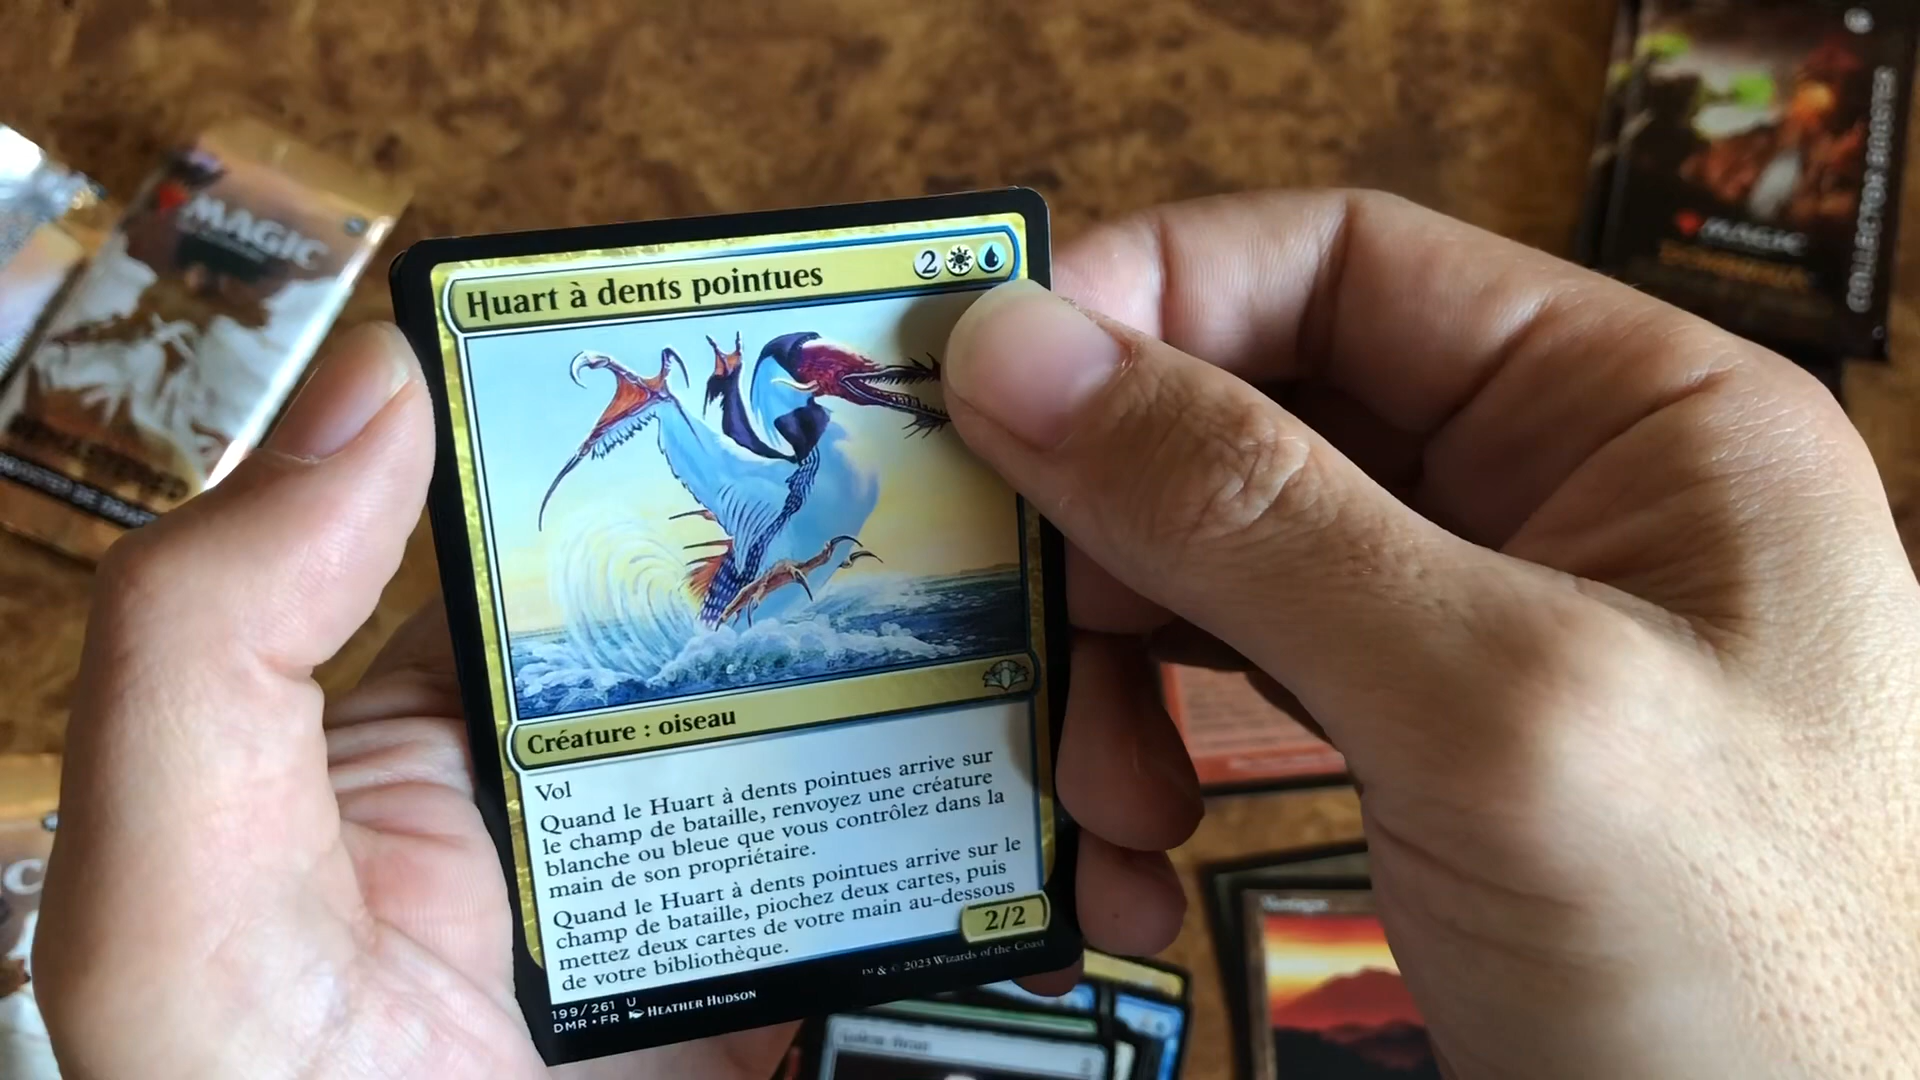 Huart à dents pointues 2
Créature : oiseau
Vol
Quand le Huart à dents pointues arrive sur
le champ de bataille, renvoyez une créature
blanche ou bleue que vous contrôlez dans la
main de son propriétaire.
Quand le Huart à dents pointues arrive sur le
champ de bataille, piochez deux cartes, puis
mettez deux cartes de votre main au-dessous
de votre bibliothèque.
2/2
199/261 U
DMR • FR HEATHER HUDSON
™ & © 2023 Wizards of the Coast
MAGIC
MAGIC
COLLECTOR BOOSTER